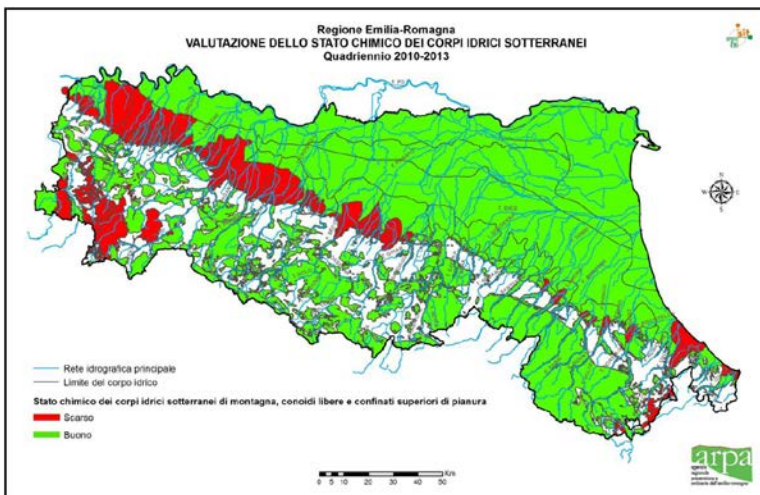 Regione Emilia-Romagna
VALUTAZIONE DELLO STATO CHIMICO DEI CORPI IDRICI SOTTERRANEI
Quadriennio 2010-2013
N
S
Rete idrografica principale
Limite del corpo idrico
Stato chimico dei corpi idrici sotterranei di montagna, conoidi libere e confinati superiori di pianura
Scarso
Buono
Km
0 5 10 20 30 40 50
arpa